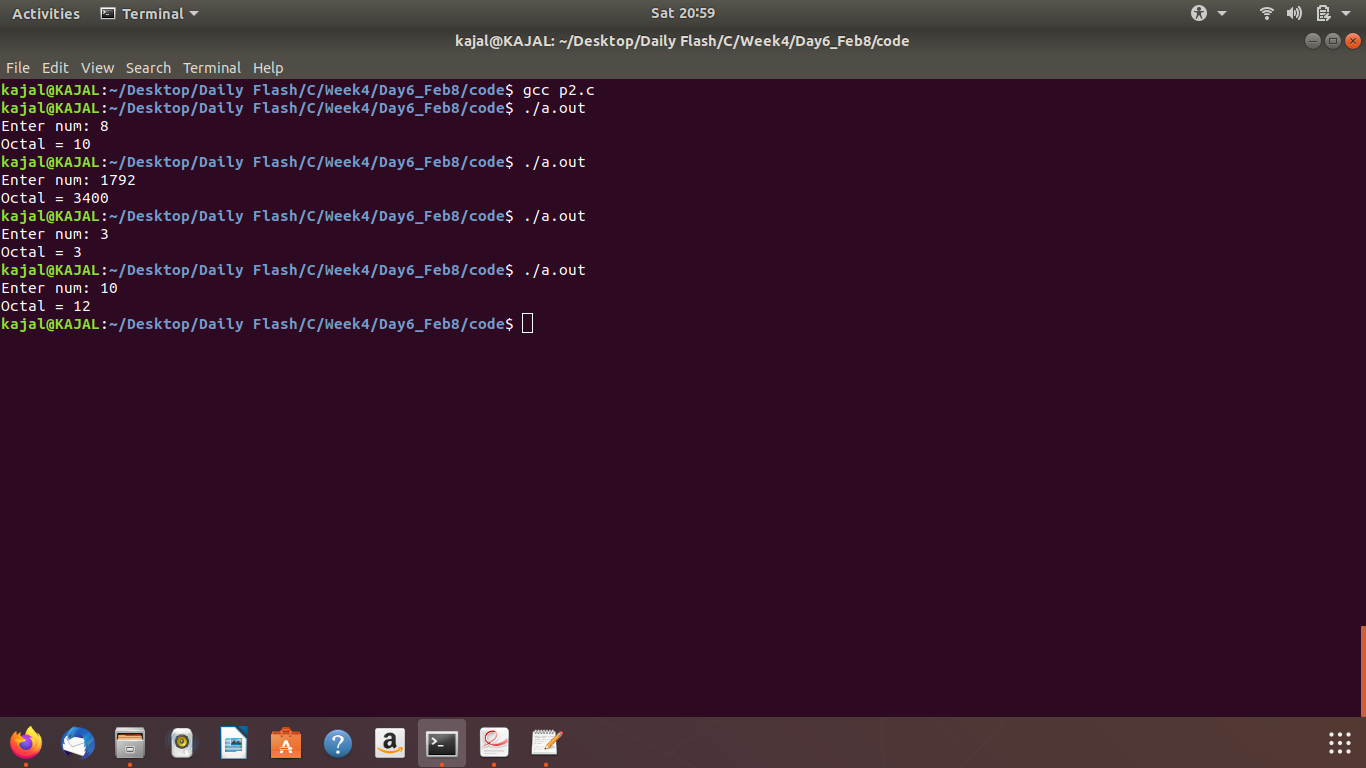 Activities Terminal Sat 20:59
kajal@KAJAL: ~/Desktop/Daily Flash/C/Week4/Day6_Feb8/code
File Edit View Search Terminal Help
kajal@KAJAL:~/Desktop/Daily Flash/C/Week4/Day6_Feb8/code$ gcc p2.c
kajal@KAJAL:~/Desktop/Daily Flash/C/Week4/Day6_Feb8/code$ ./a.out
Enter num: 8
Octal = 10
kajal@KAJAL:~/Desktop/Daily Flash/C/Week4/Day6_Feb8/code$ ./a.out
Enter num: 1792
Octal = 3400
kajal@KAJAL:~/Desktop/Daily Flash/C/Week4/Day6_Feb8/code$ ./a.out
Enter num: 3
Octal = 3
kajal@KAJAL:~/Desktop/Daily Flash/C/Week4/Day6_Feb8/code$ ./a.out
Enter num: 10
Octal = 12
kajal@KAJAL:~/Desktop/Daily Flash/C/Week4/Day6_Feb8/code$